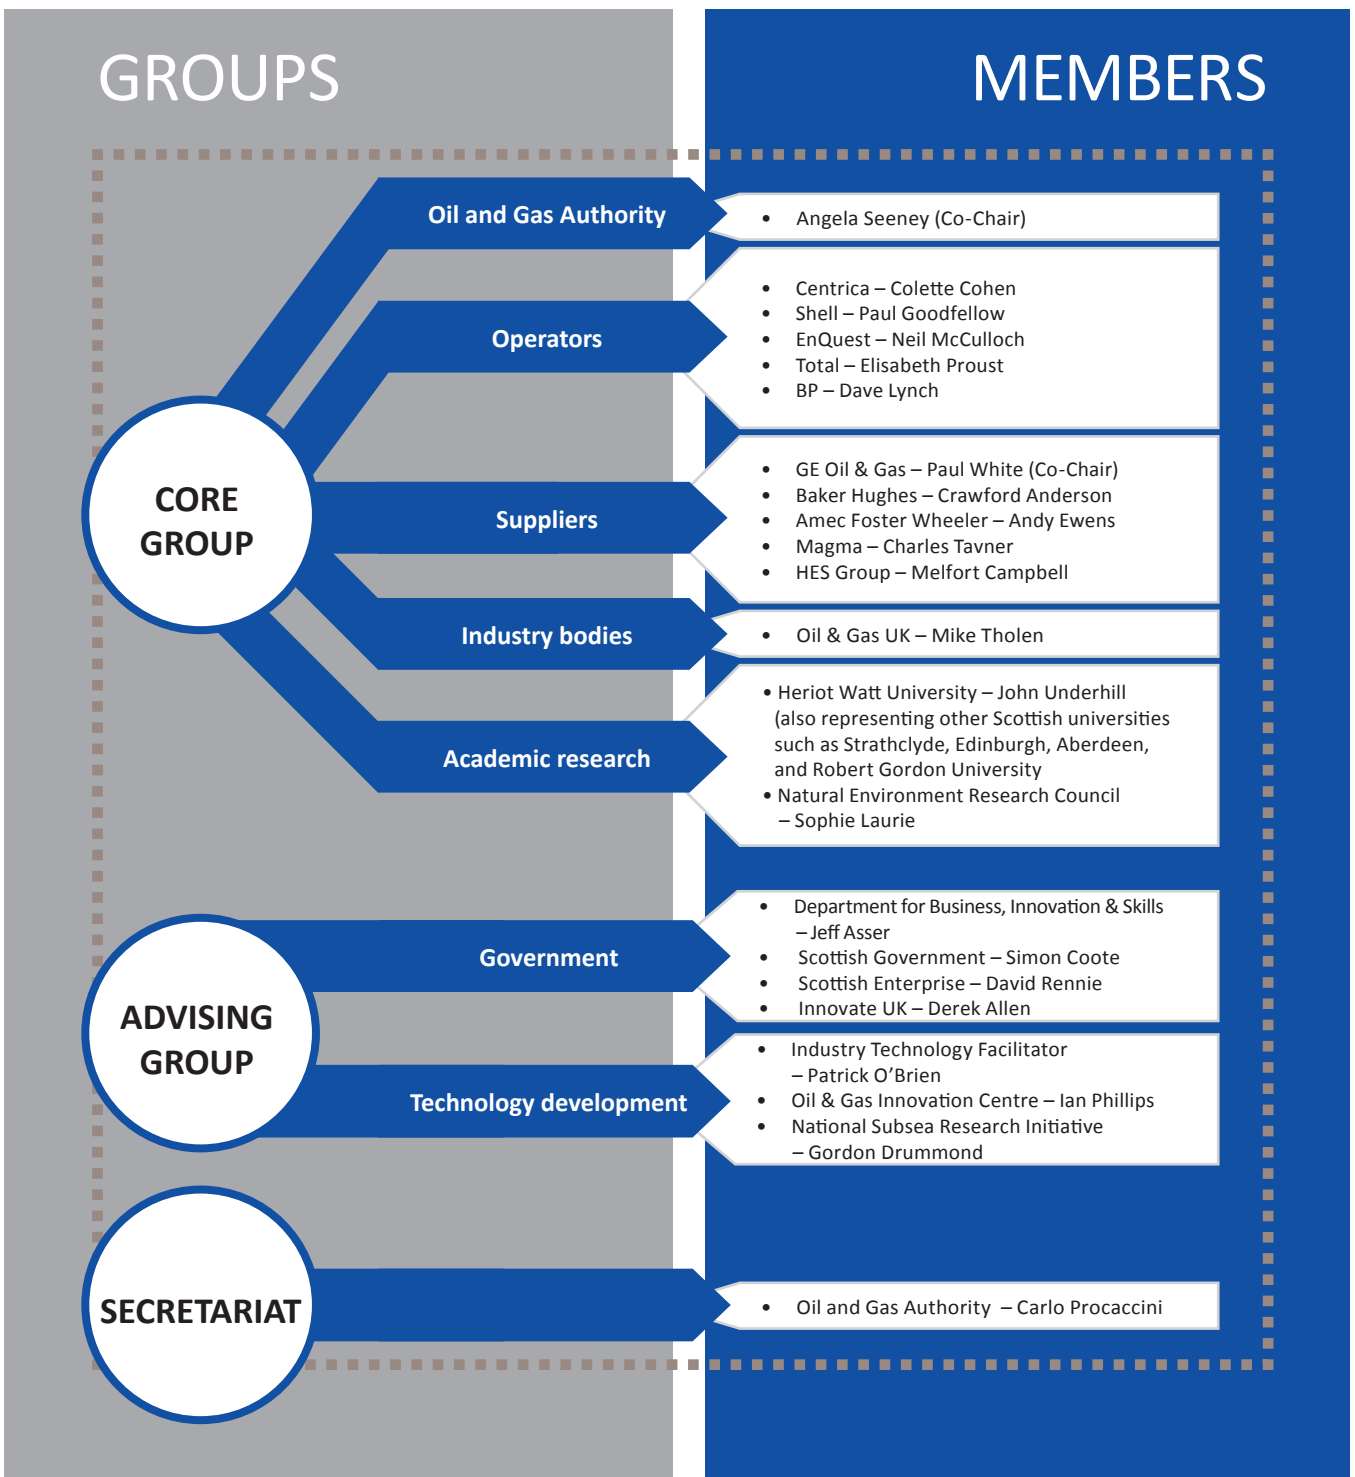 GROUPS
MEMBERS
CORE
GROUP
Oil and Gas Authority
• Angela Seeney (Co-Chair)
Operators
• Centrica – Colette Cohen
• Shell – Paul Goodfellow
• EnQuest – Neil McCulloch
• Total – Elisabeth Proust
• BP – Dave Lynch
Suppliers
• GE Oil & Gas – Paul White (Co-Chair)
• Baker Hughes – Crawford Anderson
• Amec Foster Wheeler – Andy Ewens
• Magma – Charles Tavner
• HES Group – Melfort Campbell
Industry bodies
• Oil & Gas UK – Mike Tholen
Academic research
• Heriot Watt University – John Underhill
(also representing other Scottish universities
such as Strathclyde, Edinburgh, Aberdeen,
and Robert Gordon University
• Natural Environment Research Council
– Sophie Laurie
ADVISING
GROUP
Government
• Department for Business, Innovation & Skills
– Jeff Asser
• Scottish Government – Simon Coote
• Scottish Enterprise – David Rennie
• Innovate UK – Derek Allen
Technology development
• Industry Technology Facilitator
– Patrick O’Brien
• Oil & Gas Innovation Centre – Ian Phillips
• National Subsea Research Initiative
– Gordon Drummond
SECRETARIAT
• Oil and Gas Authority – Carlo Procaccini